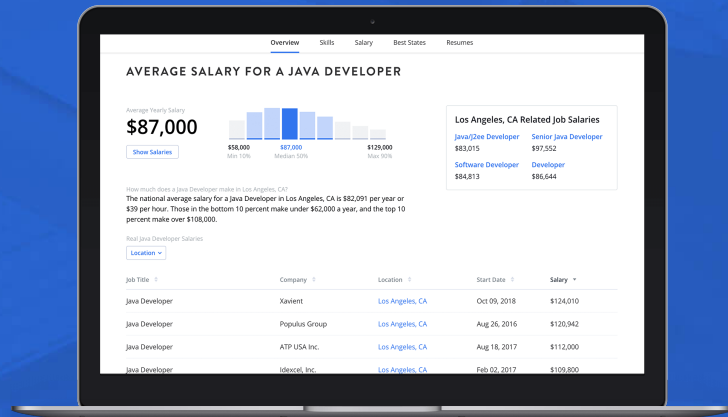 Overview Skills Salary Best States Resumes
AVERAGE SALARY FOR A JAVA DEVELOPER
Average Yearly Salary
$87,000
Show Salaries
$58,000 $87,000 $129,000
Min 10% Median 50% Max 90%
Los Angeles, CA Related Job Salaries
Java/J2ee Developer Senior Java Developer
$83,015 $97,552
Software Developer Developer
$84,813 $86,644
How much does a Java Developer make in Los Angeles, CA?
The national average salary for a Java Developer in Los Angeles, CA is $82,091 per year or
$39 per hour. Those in the bottom 10 percent make under $62,000 a year, and the top 10
percent make over $108,000.
Real Java Developer Salaries
Location
Job Title Company Location Start Date Salary
Java Developer Xavient Los Angeles, CA Oct 09, 2018 $124,010
Java Developer Populus Group Los Angeles, CA Aug 26, 2016 $120,942
Java Developer ATP USA Inc. Los Angeles, CA Aug 18, 2017 $112,000
Java Developer Idexcel, Inc. Los Angeles, CA Feb 02, 2017 $109,800